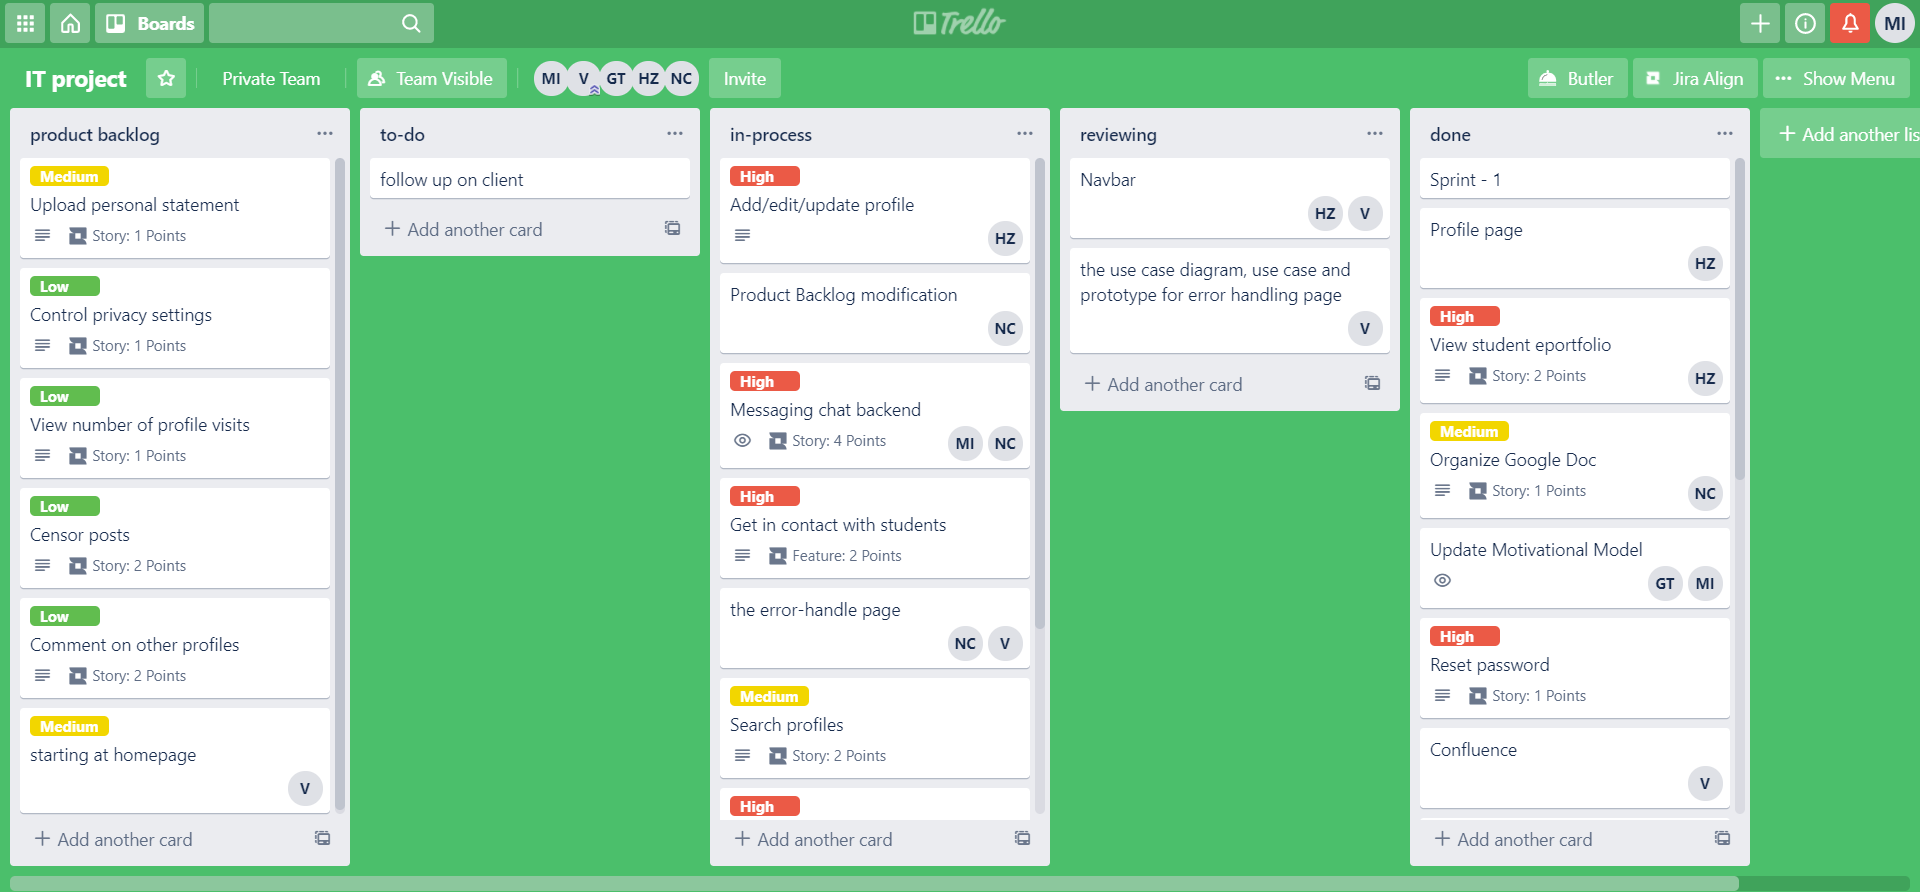 Boards
Trello
MI
IT project
Private Team
Team Visible
MI V GT HZ NC
Invite
Butler
Jira Align
Show Menu
product backlog
Medium
Upload personal statement
Story: 1 Points
Low
Control privacy settings
Story: 1 Points
Low
View number of profile visits
Story: 1 Points
Low
Censor posts
Story: 2 Points
Low
Comment on other profiles
Story: 2 Points
Medium
starting at homepage
V
Add another card
to-do
follow up on client
Add another card
in-process
High
Add/edit/update profile
HZ
Product Backlog modification
NC
High
Messaging chat backend
Story: 4 Points
MI NC
High
Get in contact with students
Feature: 2 Points
the error-handle page
NC V
Medium
Search profiles
Story: 2 Points
High
Add another card
reviewing
Navbar
HZ V
the use case diagram, use case and
prototype for error handling page
V
Add another card
done
Sprint - 1
Profile page
HZ
High
View student eportfolio
Story: 2 Points
HZ
Medium
Organize Google Doc
Story: 1 Points
NC
Update Motivational Model
GT MI
High
Reset password
Story: 1 Points
Confluence
V
Add another card
Add another lis